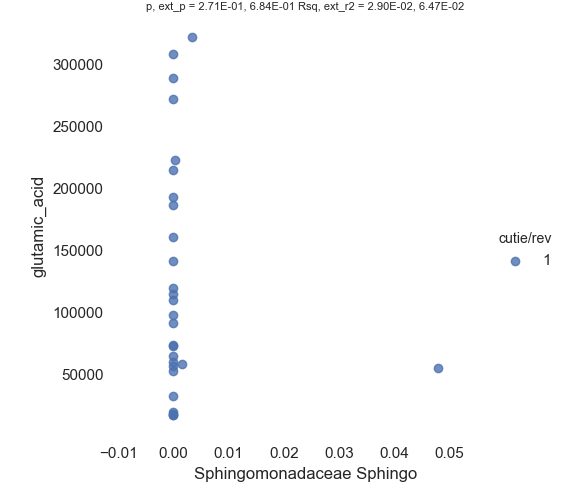 p, ext_p = 2.71E-01, 6.84E-01 Rsq, ext_r2 = 2.90E-02, 6.47E-02
300000
250000
200000
150000
100000
50000
glutamic_acid
cutie/rev
1
−0.01 0.00 0.01 0.02 0.03 0.04 0.05
Sphingomonadaceae Sphingo